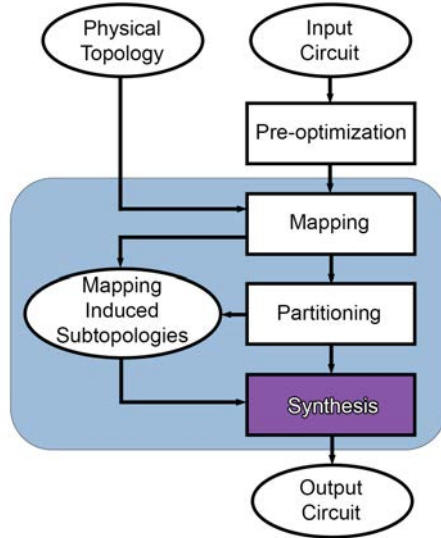 Physical
Topology
Input
Circuit
Pre-optimization
Mapping
Mapping
Induced
Subtopologies
Partitioning
Synthesis
Output
Circuit